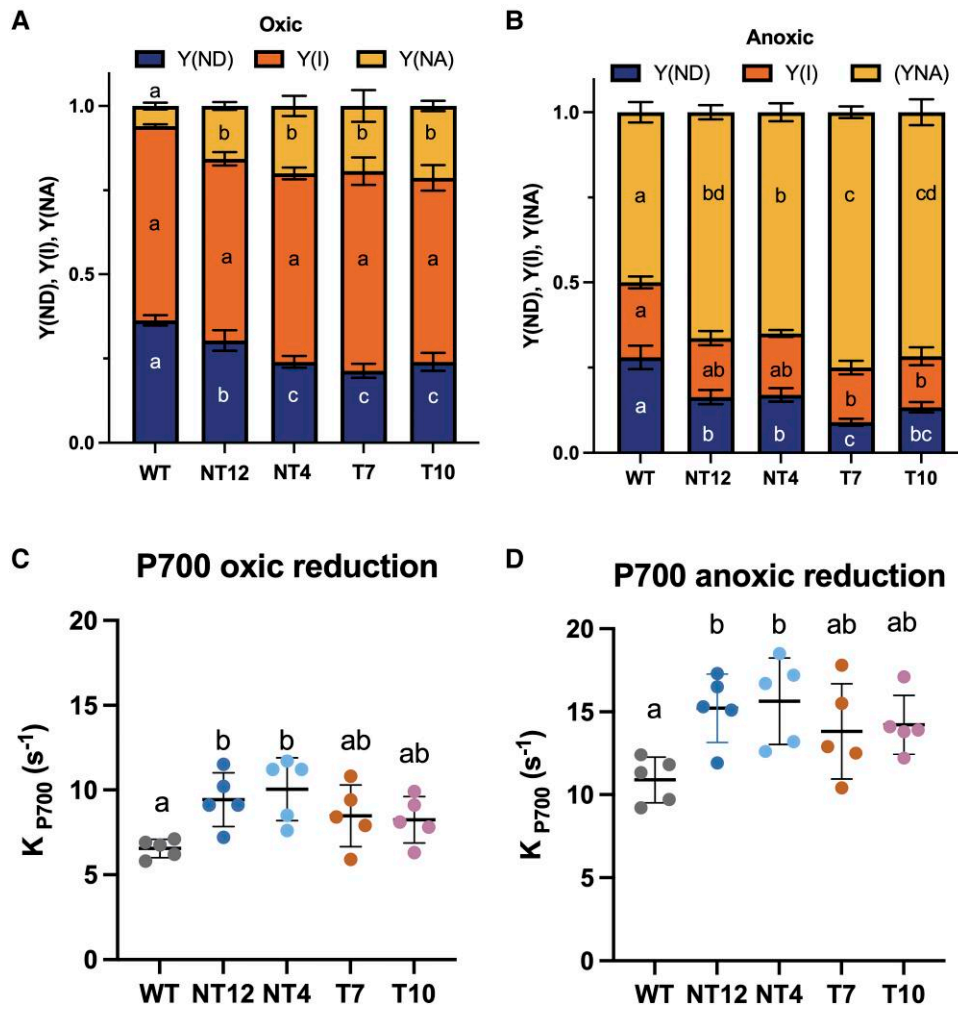 A
Oxic
Y(ND) Y(I) Y(NA)
Y(ND), Y(I), Y(NA)
1.0
0.5
0.0
a b b b b
a a a a a
a b c c c
WT NT12 NT4 T7 T10
B
Anoxic
Y(ND) Y(I) (YNA)
Y(ND), Y(I), Y(NA)
1.0
0.5
0.0
a bd b c cd
a ab ab b b
a b b c bc
WT NT12 NT4 T7 T10
C
P700 oxic reduction
K P700 (s-1)
20
15
10
5
0
a b b ab ab
WT NT12 NT4 T7 T10
D
P700 anoxic reduction
K P700 (s-1)
20
15
10
5
0
a b b ab ab
WT NT12 NT4 T7 T10